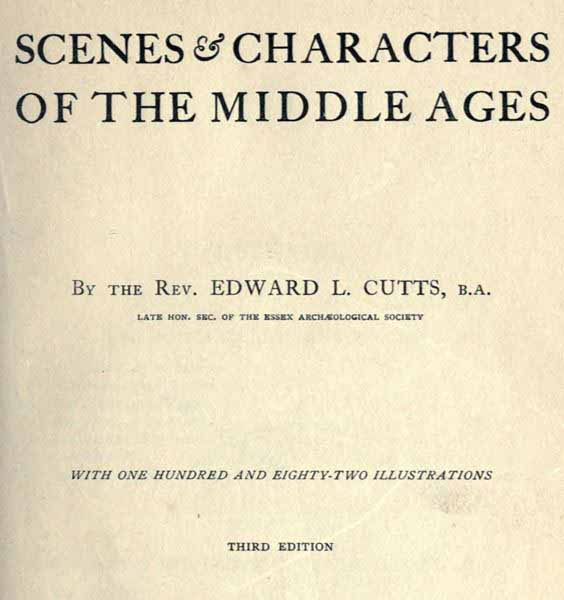 SCENES & CHARACTERS
OF THE MIDDLE AGES
BY THE REV. EDWARD L. CUTTS, B.A.
LATE HON. SEC. OF THE ESSEX ARCHÆOLOGICAL SOCIETY
WITH ONE HUNDRED AND EIGHTY-TWO ILLUSTRATIONS
THIRD EDITION